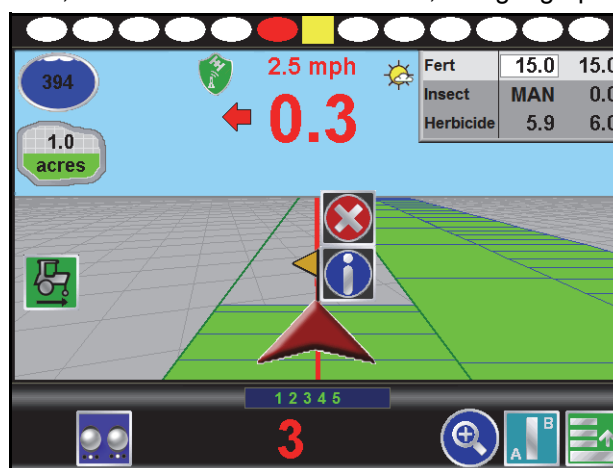 394
2.5 mph
0.3
1.0
acres
Fert 15.0 15.0
Insect MAN 0.0
Herbicide 5.9 6.0
1 2 3 4 5
3
A B